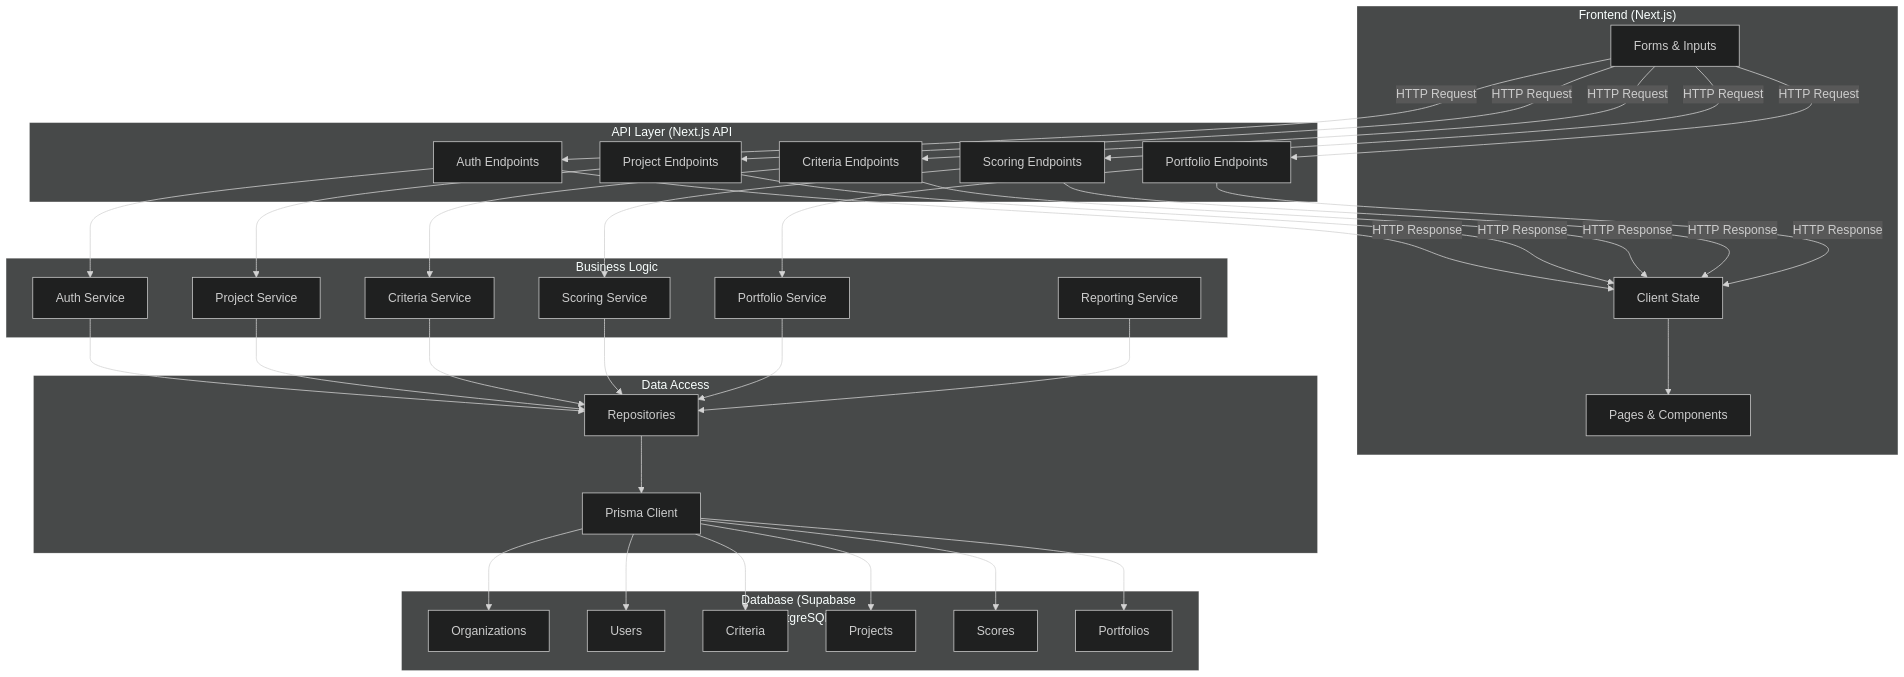 Frontend (Next.js)
Forms & Inputs
HTTP Request
HTTP Request
HTTP Request
HTTP Request
HTTP Request
API Layer (Next.js API
Auth Endpoints
Project Endpoints
Criteria Endpoints
Scoring Endpoints
Portfolio Endpoints
HTTP Response
HTTP Response
HTTP Response
HTTP Response
HTTP Response
Business Logic
Auth Service
Project Service
Criteria Service
Scoring Service
Portfolio Service
Reporting Service
Client State
Data Access
Repositories
Pages & Components
Prisma Client
Database (Supabase
Organizations
Users
Criteria
Projects
Scores
Portfolios